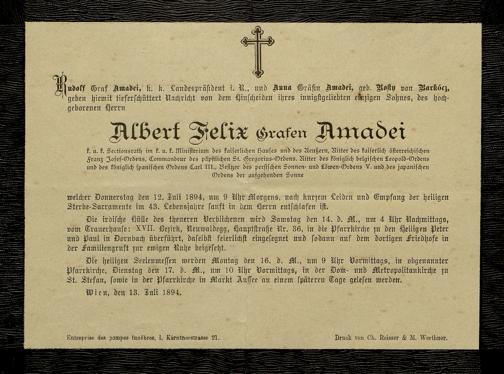 Rudolf Graf Amadei, k. k. Landespräsident i. R., und Anna Gräfin Amadei, geb. Rosty von Barkócz,
geben hiemit tieferschüttert Nachricht von dem Hinscheiden ihres innigstgeliebten einzigen Sohnes, des hoch-
geborenen Herrn
Albert Felix Grafen Amadei
k. u. k. Sectionsrath im k. u. k. Ministerium des kaiserlichen Hauses und des Aeußern, Ritter des kaiserlich österreichischen
Franz Josef-Ordens, Commandeur des päpstlichen St. Gregorius-Ordens, Ritter des königlich belgischen Leopold-Ordens
und des königlich spanischen Ordens Carl III., Besitzer des persischen Sonnen- und Löwen-Ordens V. und des japanischen
Ordens der aufgehenden Sonne
welcher Donnerstag den 12. Juli 1894, um 9 Uhr Morgens, nach kurzem Leiden und Empfang der heiligen
Sterbe-Sacramente im 43. Lebensjahre sanft in dem Herrn entschlafen ist.
Die irdische Hülle des theueren Verblichenen wird Samstag den 14. d. M., um 4 Uhr Nachmittags,
vom Trauerhause: XVII. Bezirk, Neuwaldegg, Hauptstraße Nr. 36, in die Pfarrkirche zu den Heiligen Peter
und Paul in Dornbach überführt, daselbst feierlichst eingesegnet und sodann auf dem dortigen Friedhofe in
der Familiengruft zur ewigen Ruhe beigesetzt.
Die heiligen Seelenmessen werden Montag den 16. d. M., um 9 Uhr Vormittags, in obgenannter
Pfarrkirche, Dienstag den 17. d. M., um 10 Uhr Vormittags, in der Dom- und Metropolitankirche zu
St. Stefan, sowie in der Pfarrkirche in Markt Aussee an einem späteren Tage gelesen werden.
Wien, den 13. Juli 1894.
Entreprise des pompes funèbres, I. Kärntnerstrasse 21. Druck von Ch. Reisser & M. Werthner.